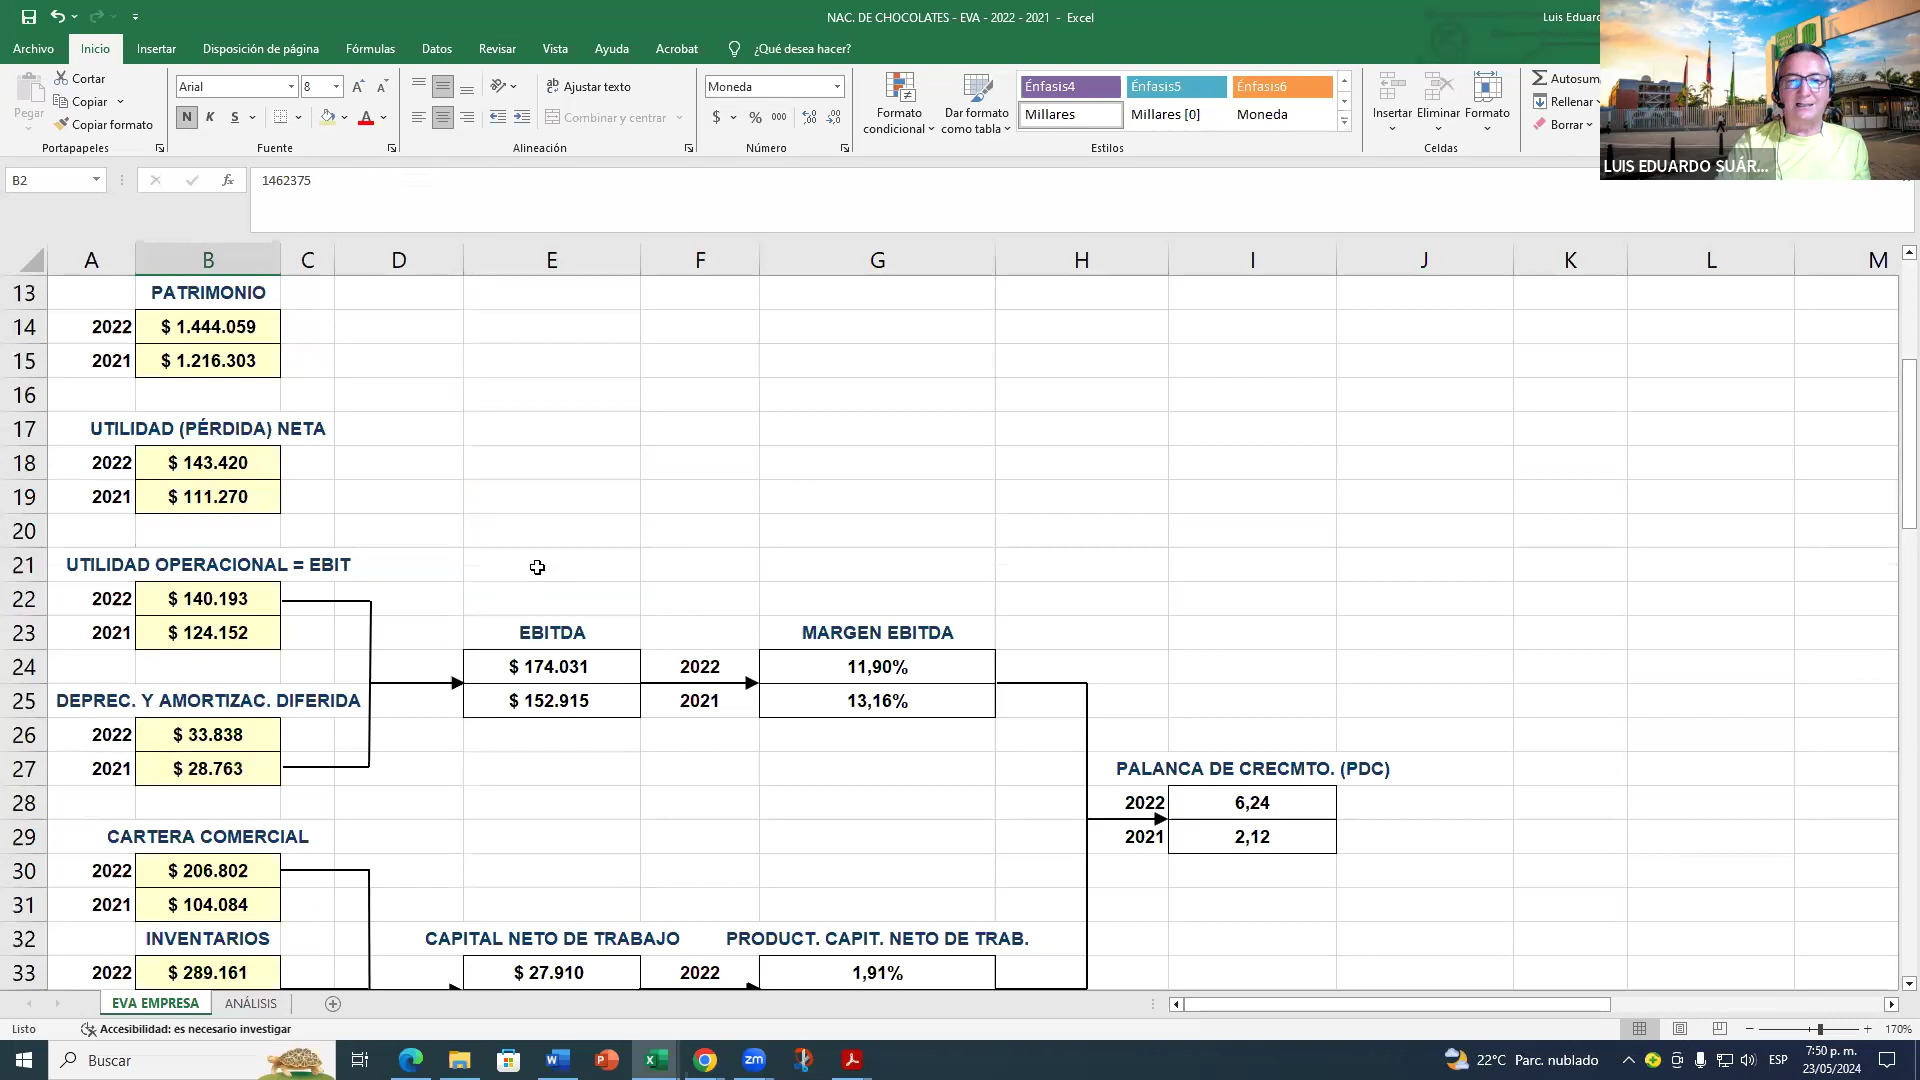 NAC. DE CHOCOLATES - EVA - 2022 - 2021 - Excel
Luis Eduar
Archivo Inicio Insertar Disposición de página Fórmulas Datos Revisar Vista Ayuda Acrobat ¿Qué desea hacer?
Pegar
Cortar
Copiar
Copiar formato
Portapapeles
Arial 8
N K S
Fuente
Ajustar texto
Combinar y centrar
Alineación
Moneda
$ % 000
Número
Formato condicional
Dar formato como tabla
Énfasis4 Énfasis5 Énfasis6
Millares Millares [0] Moneda
Estilos
Insertar Eliminar Formato
Celdas
Autosum
Rellenar
Borrar
LUIS EDUARDO SUÁR...
B2 fx 1462375
A B C D E F G H I J K L M
13 PATRIMONIO
14 2022 $ 1.444.059
15 2021 $ 1.216.303
16
17 UTILIDAD (PÉRDIDA) NETA
18 2022 $ 143.420
19 2021 $ 111.270
20
21 UTILIDAD OPERACIONAL = EBIT
22 2022 $ 140.193
23 2021 $ 124.152 EBITDA MARGEN EBITDA
24 $ 174.031 2022 11,90%
25 DEPREC. Y AMORTIZAC. DIFERIDA $ 152.915 2021 13,16%
26 2022 $ 33.838
27 2021 $ 28.763 PALANCA DE CRECMTO. (PDC)
28 2022 6,24
29 CARTERA COMERCIAL 2021 2,12
30 2022 $ 206.802
31 2021 $ 104.084
32 INVENTARIOS CAPITAL NETO DE TRABAJO PRODUCT. CAPIT. NETO DE TRAB.
33 2022 $ 289.161 $ 27.910 2022 1,91%
EVA EMPRESA ANÁLISIS
Listo Accesibilidad: es necesario investigar 170%
Buscar
22°C Parc. nublado
ESP
7:50 p. m.
23/05/2024